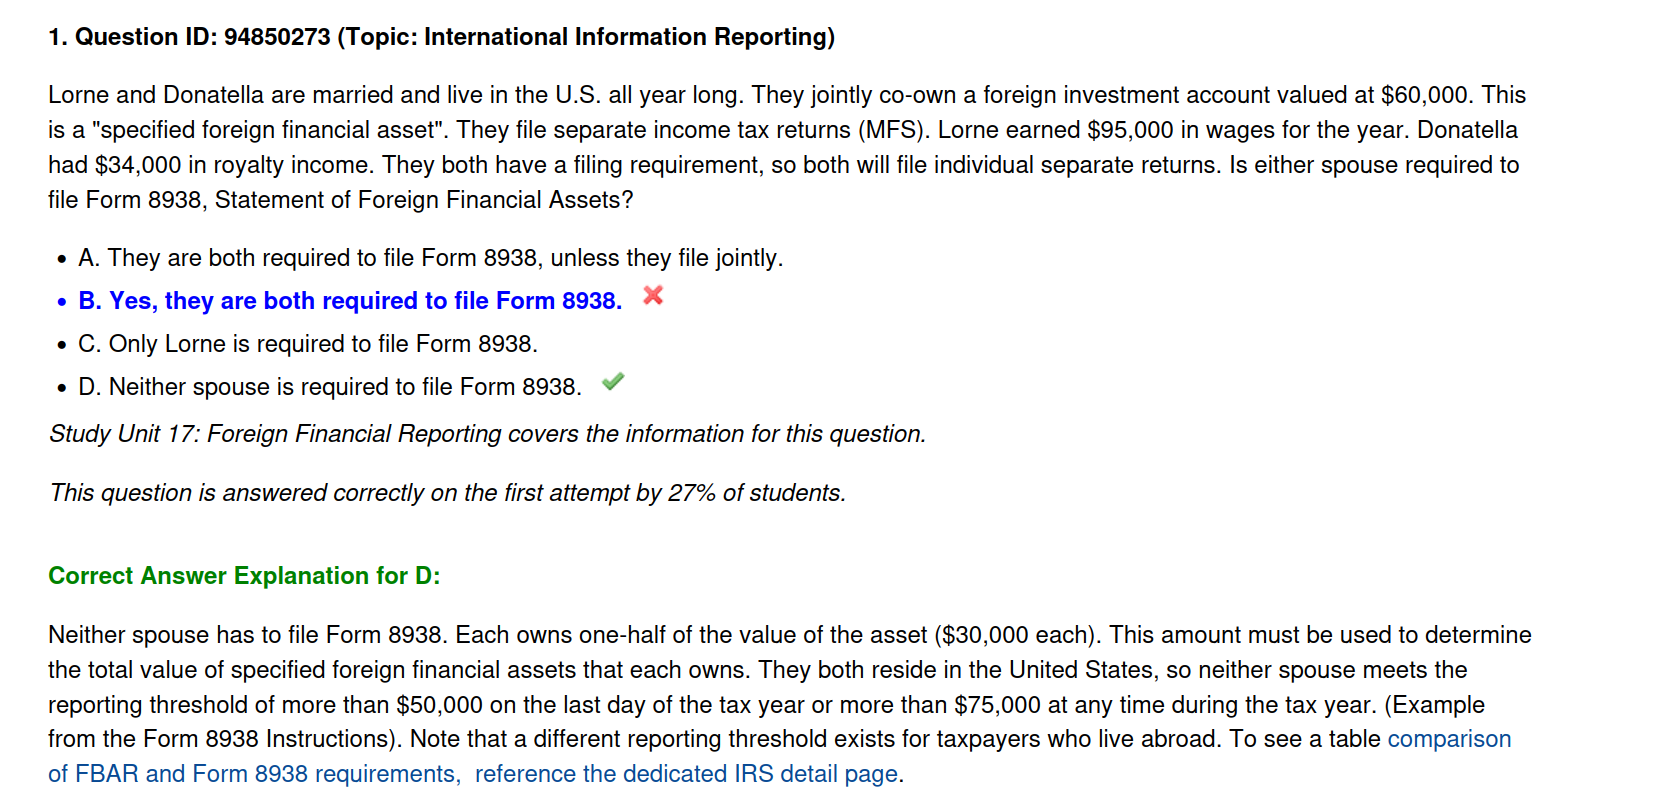 1. Question ID: 94850273 (Topic: International Information Reporting)
Lorne and Donatella are married and live in the U.S. all year long. They jointly co-own a foreign investment account valued at $60,000. This
is a "specified foreign financial asset". They file separate income tax returns (MFS). Lorne earned $95,000 in wages for the year. Donatella
had $34,000 in royalty income. They both have a filing requirement, so both will file individual separate returns. Is either spouse required to
file Form 8938, Statement of Foreign Financial Assets?
• A. They are both required to file Form 8938, unless they file jointly.
• B. Yes, they are both required to file Form 8938.
• C. Only Lorne is required to file Form 8938.
• D. Neither spouse is required to file Form 8938.
Study Unit 17: Foreign Financial Reporting covers the information for this question.
This question is answered correctly on the first attempt by 27% of students.
Correct Answer Explanation for D:
Neither spouse has to file Form 8938. Each owns one-half of the value of the asset ($30,000 each). This amount must be used to determine
the total value of specified foreign financial assets that each owns. They both reside in the United States, so neither spouse meets the
reporting threshold of more than $50,000 on the last day of the tax year or more than $75,000 at any time during the tax year. (Example
from the Form 8938 Instructions). Note that a different reporting threshold exists for taxpayers who live abroad. To see a table comparison
of FBAR and Form 8938 requirements, reference the dedicated IRS detail page.